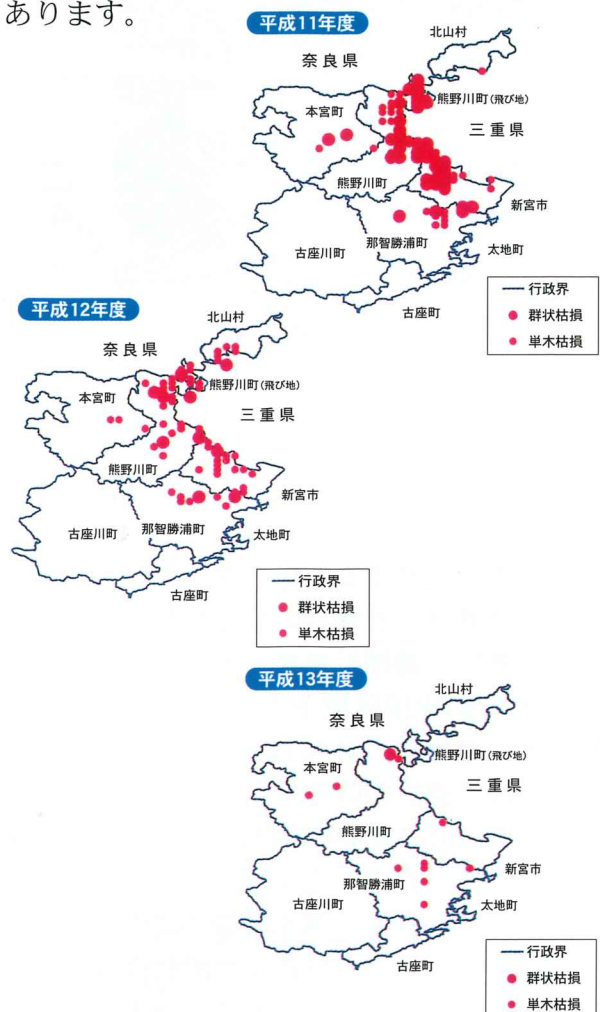 あります。
平成11年度
北山村
奈良県
熊野川町(飛び地)
本宮町
三重県
熊野川町
新宮市
那智勝浦町
古座川町
太地町
古座町
行政界
群状枯損
単木枯損
平成12年度
北山村
奈良県
熊野川町(飛び地)
本宮町
三重県
熊野川町
新宮市
古座川町
那智勝浦町
太地町
古座町
行政界
群状枯損
単木枯損
平成13年度
北山村
奈良県
熊野川町(飛び地)
本宮町
三重県
熊野川町
新宮市
那智勝浦町
古座川町
太地町
古座町
行政界
群状枯損
単木枯損